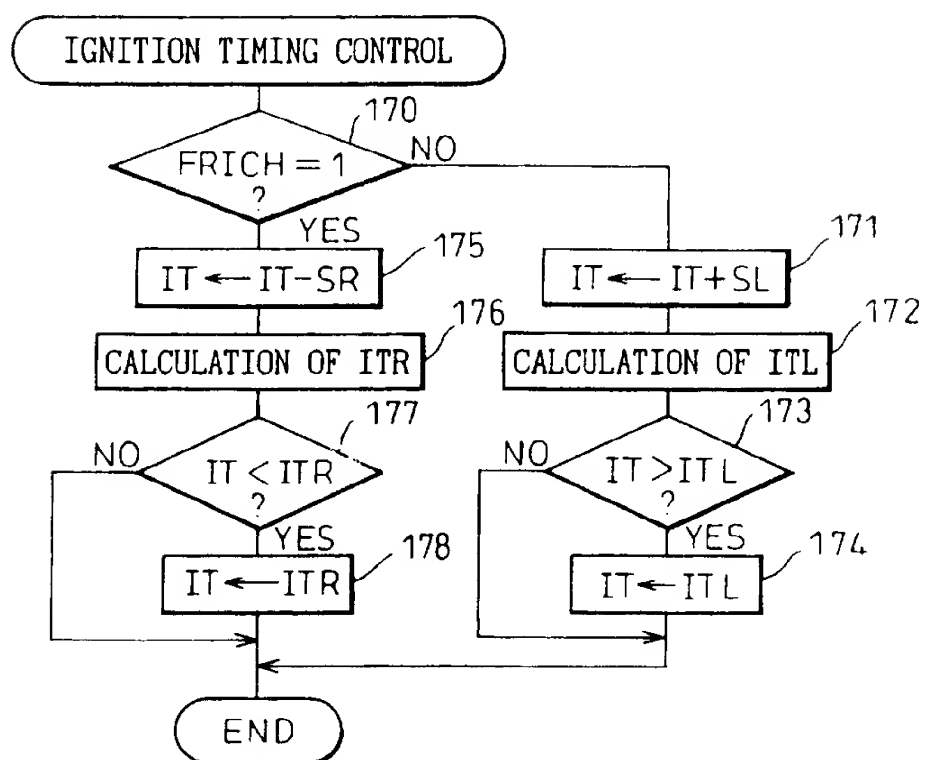 IGNITION TIMING CONTROL
170
FRICH = 1
?
NO
YES
175
IT ← IT-SR
171
IT ← IT+SL
176
CALCULATION OF ITR
172
CALCULATION OF ITL
177
NO
IT < ITR
?
YES
173
NO
IT > ITL
?
YES
178
IT ← ITR
174
IT ← ITL
END